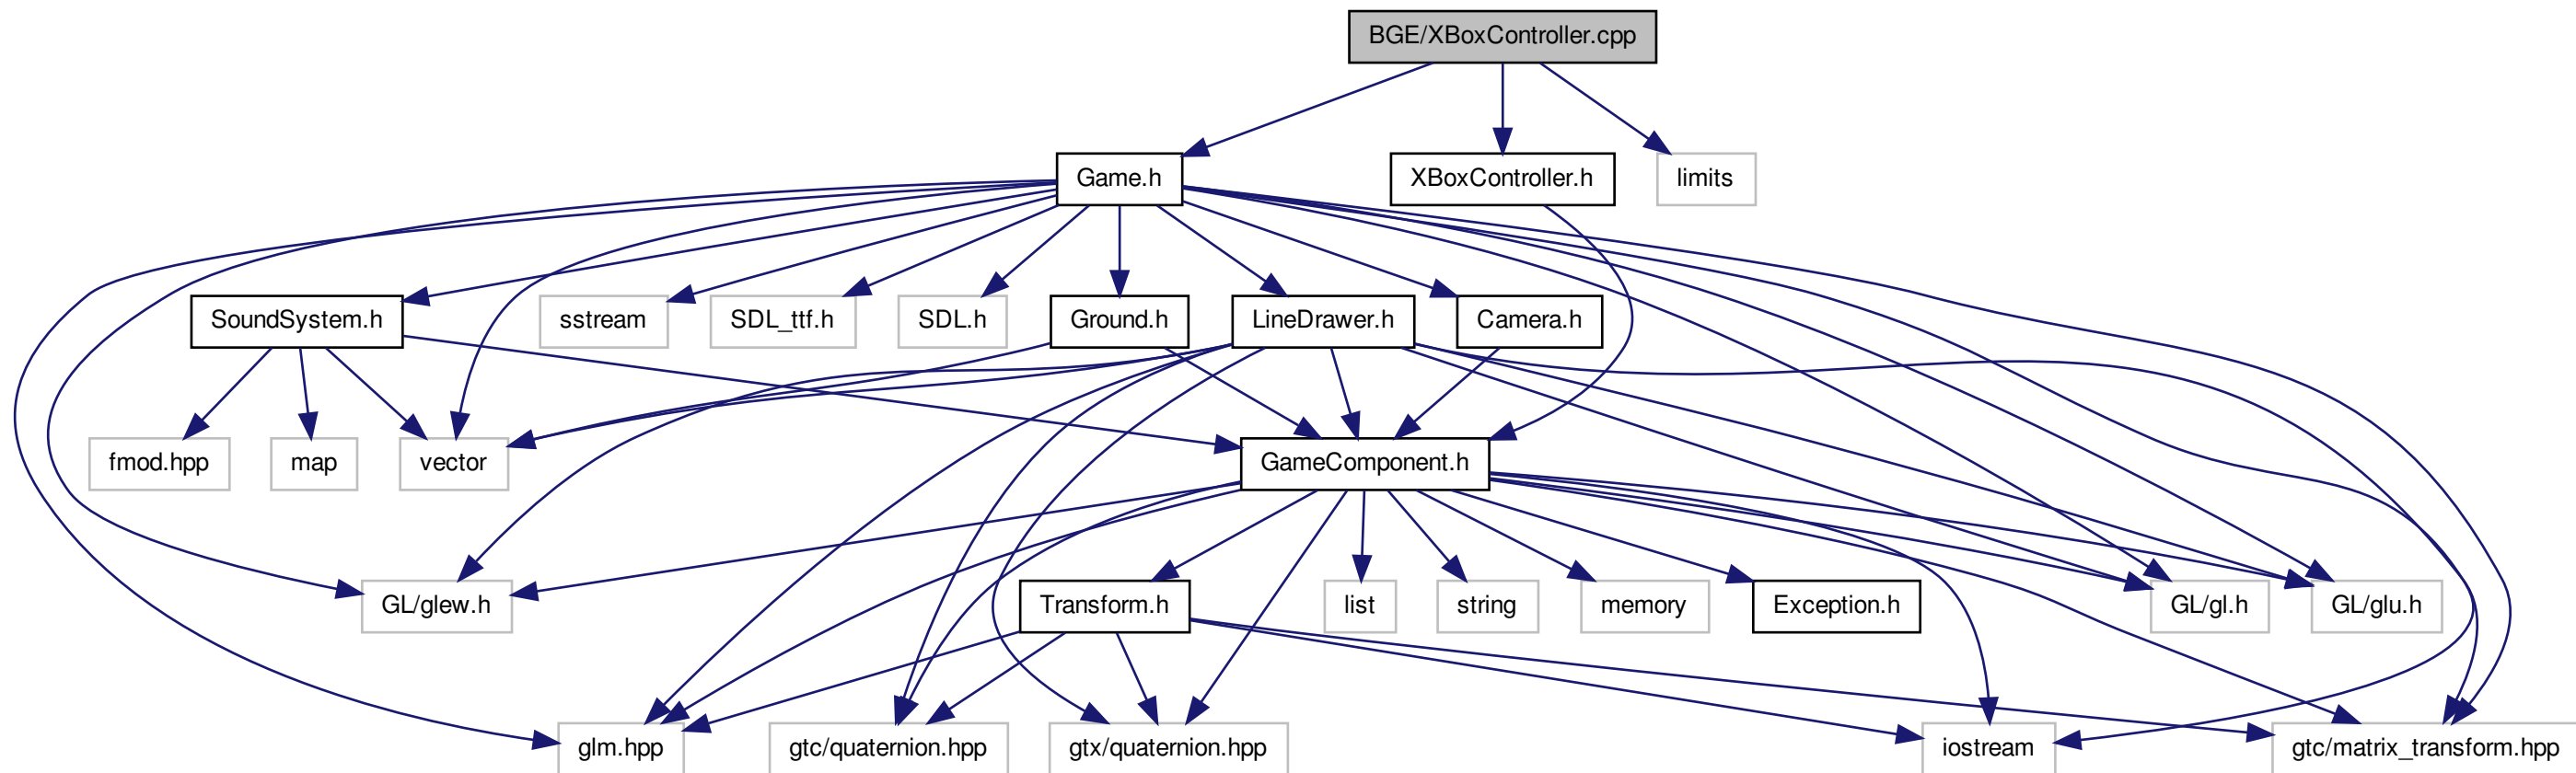 BGE/XBoxController.cpp
Game.h
XBoxController.h
limits
SoundSystem.h
sstream
SDL_ttf.h
SDL.h
Ground.h
LineDrawer.h
Camera.h
fmod.hpp
map
vector
GameComponent.h
GL/glew.h
Transform.h
list
string
memory
Exception.h
GL/gl.h
GL/glu.h
glm.hpp
gtc/quaternion.hpp
gtx/quaternion.hpp
iostream
gtc/matrix_transform.hpp